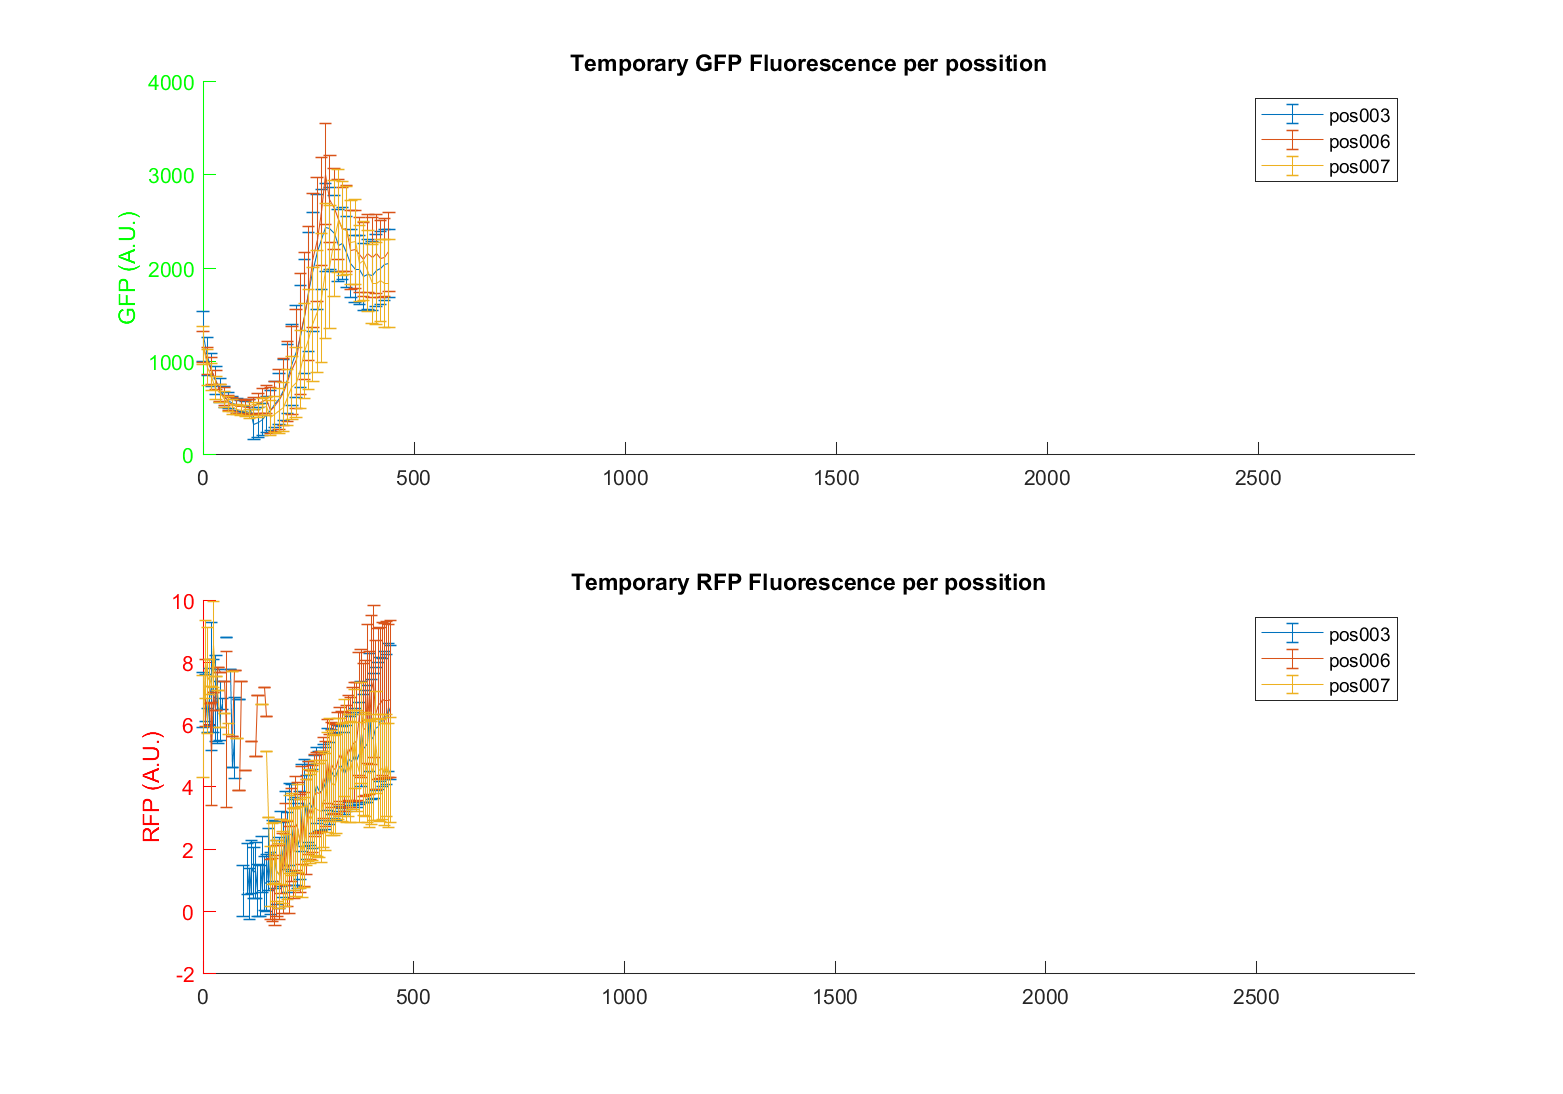 Temporary GFP Fluorescence per possition
4000
3000
2000
1000
0
GFP (A.U.)
pos003
pos006
pos007
0 500 1000 1500 2000 2500
Temporary RFP Fluorescence per possition
10
8
6
4
2
0
-2
RFP (A.U.)
pos003
pos006
pos007
0 500 1000 1500 2000 2500